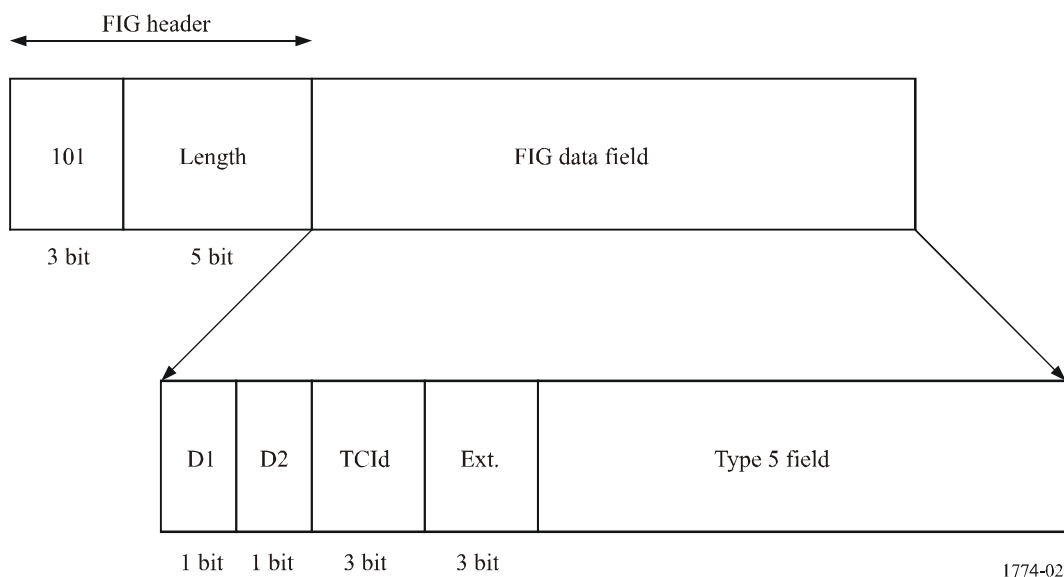 FIG header
101 Length FIG data field
3 bit 5 bit
D1 D2 TCId Ext. Type 5 field
1 bit 1 bit 3 bit 3 bit
1774-02